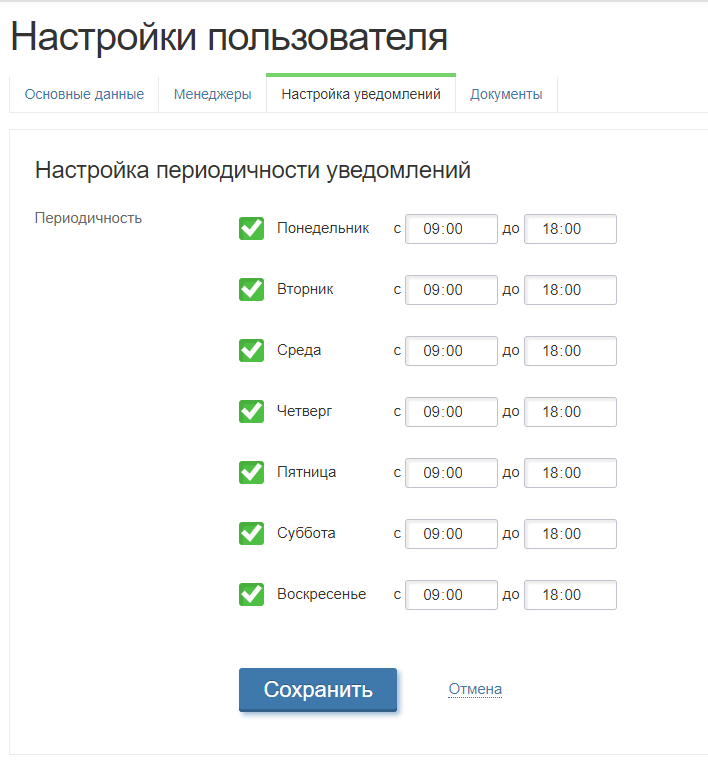 Настройки пользователя
Основные данные Менеджеры Настройка уведомлений Документы
Настройка периодичности уведомлений
Периодичность Понедельник с 09:00 до 18:00
Вторник с 09:00 до 18:00
Среда с 09:00 до 18:00
Четверг с 09:00 до 18:00
Пятница с 09:00 до 18:00
Суббота с 09:00 до 18:00
Воскресенье с 09:00 до 18:00
Сохранить Отмена